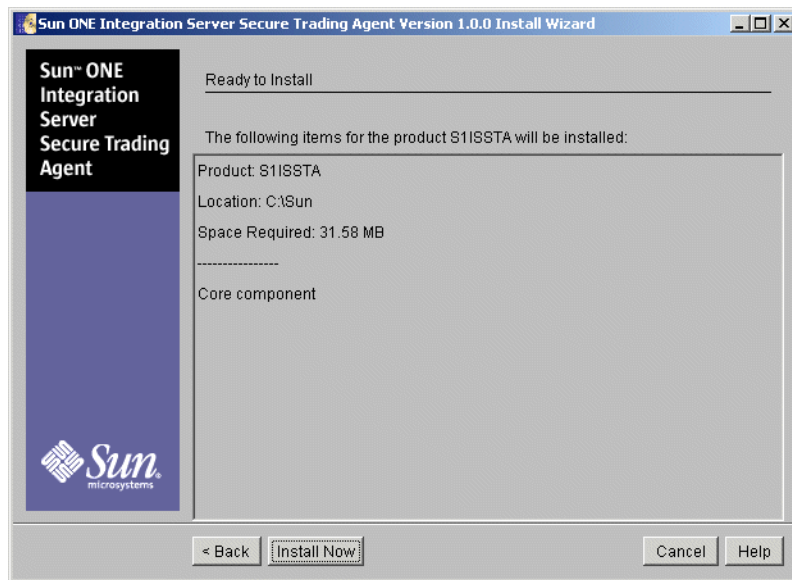 Sun ONE Integration Server Secure Trading Agent Version 1.0.0 Install Wizard
Sun™ ONE
Integration
Server
Secure Trading
Agent
Sun
microsystems
Ready to Install
The following items for the product S1ISSTA will be installed:
Product: S1ISSTA
Location: C:\Sun
Space Required: 31.58 MB
----------------
Core component
< Back
Install Now
Cancel
Help